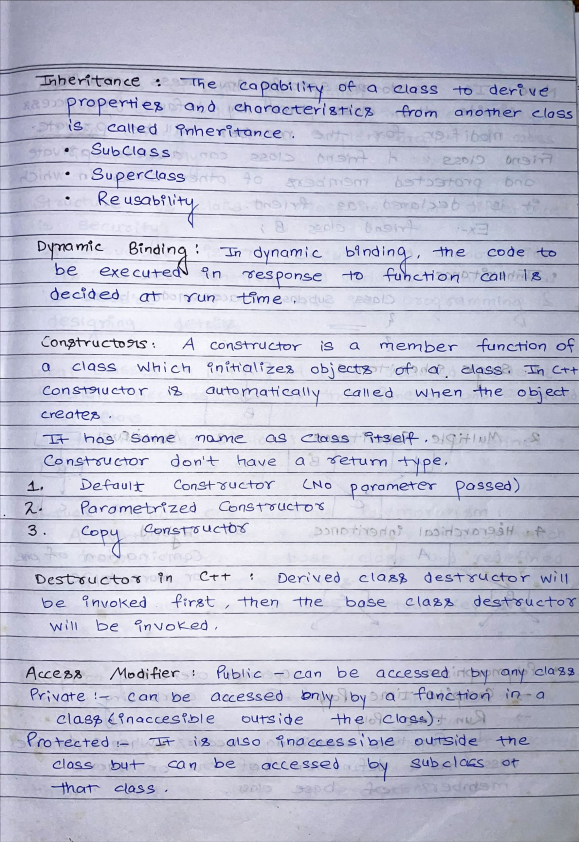 Inheritance : The capability of a class to derive
properties and characteristics from another class
is called inheritance.
• SubClass
• SuperClass
• Reusability
Dynamic Binding : In dynamic binding, the code to
be executed in response to function call is
decided at run time.
Constructors : A constructor is a member function of
a class which initializes objects of a class. In C++
constructor is automatically called when the object
creates.
It has same name as class itself.
Constructor don't have a return type.
1. Default Constructor (No parameter passed)
2. Parametrized Constructor
3. Copy Constructor
Destructor in C++ : Derived class destructor will
be invoked first, then the base class destructor
will be invoked.
Access Modifier : Public - can be accessed by any class
Private :- can be accessed only by a function in a
class (inaccesible outside the class).
Protected :- It is also inaccessible outside the
class but can be accessed by subclass of
that class.